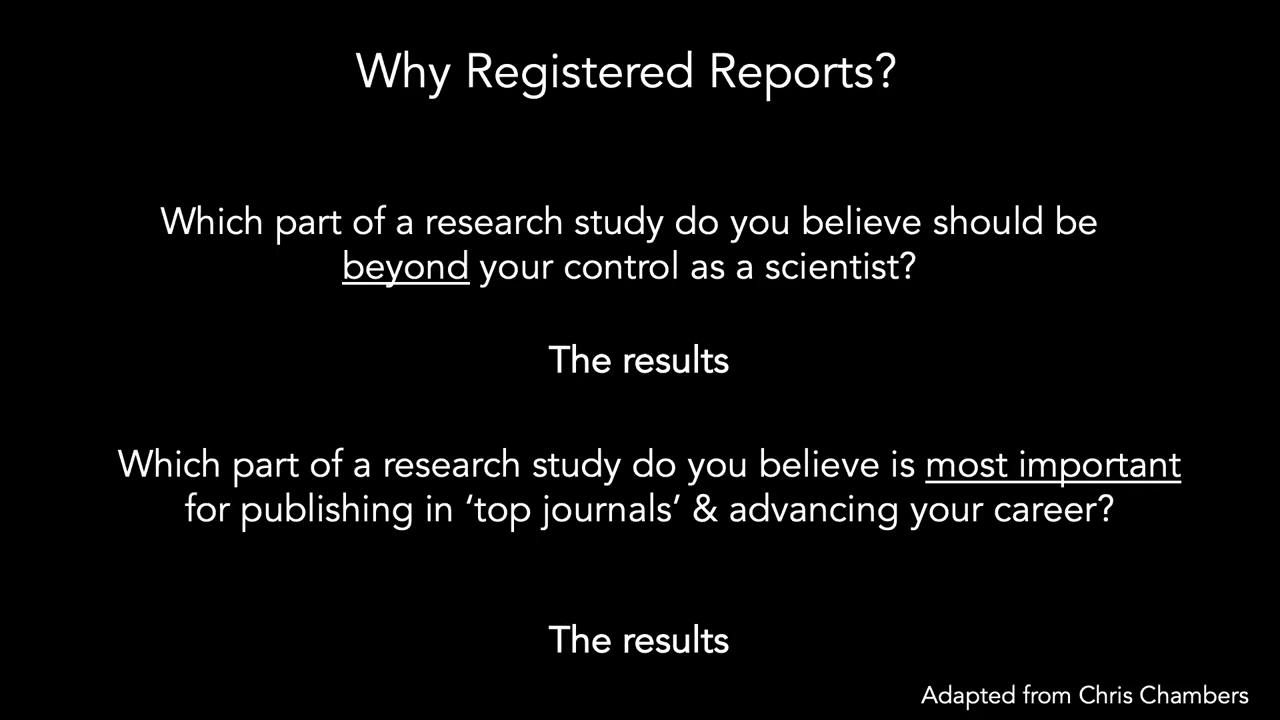 Why Registered Reports?
Which part of a research study do you believe should be
beyond your control as a scientist?
The results
Which part of a research study do you believe is most important
for publishing in ‘top journals’ & advancing your career?
The results
Adapted from Chris Chambers